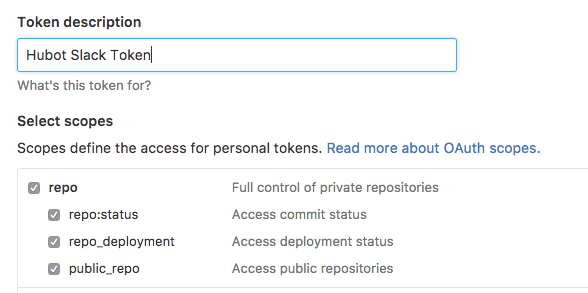 Token description
Hubot Slack Token
What's this token for?
Select scopes
Scopes define the access for personal tokens. Read more about OAuth scopes.
repo Full control of private repositories
repo:status Access commit status
repo_deployment Access deployment status
public_repo Access public repositories